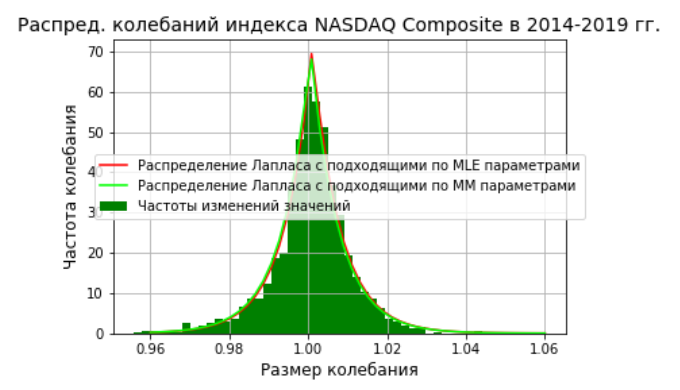 Распред. колебаний индекса NASDAQ Composite в 2014-2019 гг.
70
60
50
40
30
20
10
0
Частота колебания
Распределение Лапласа с подходящими по MLE параметрами
Распределение Лапласа с подходящими по MM параметрами
Частоты изменений значений
0.96 0.98 1.00 1.02 1.04 1.06
Размер колебания